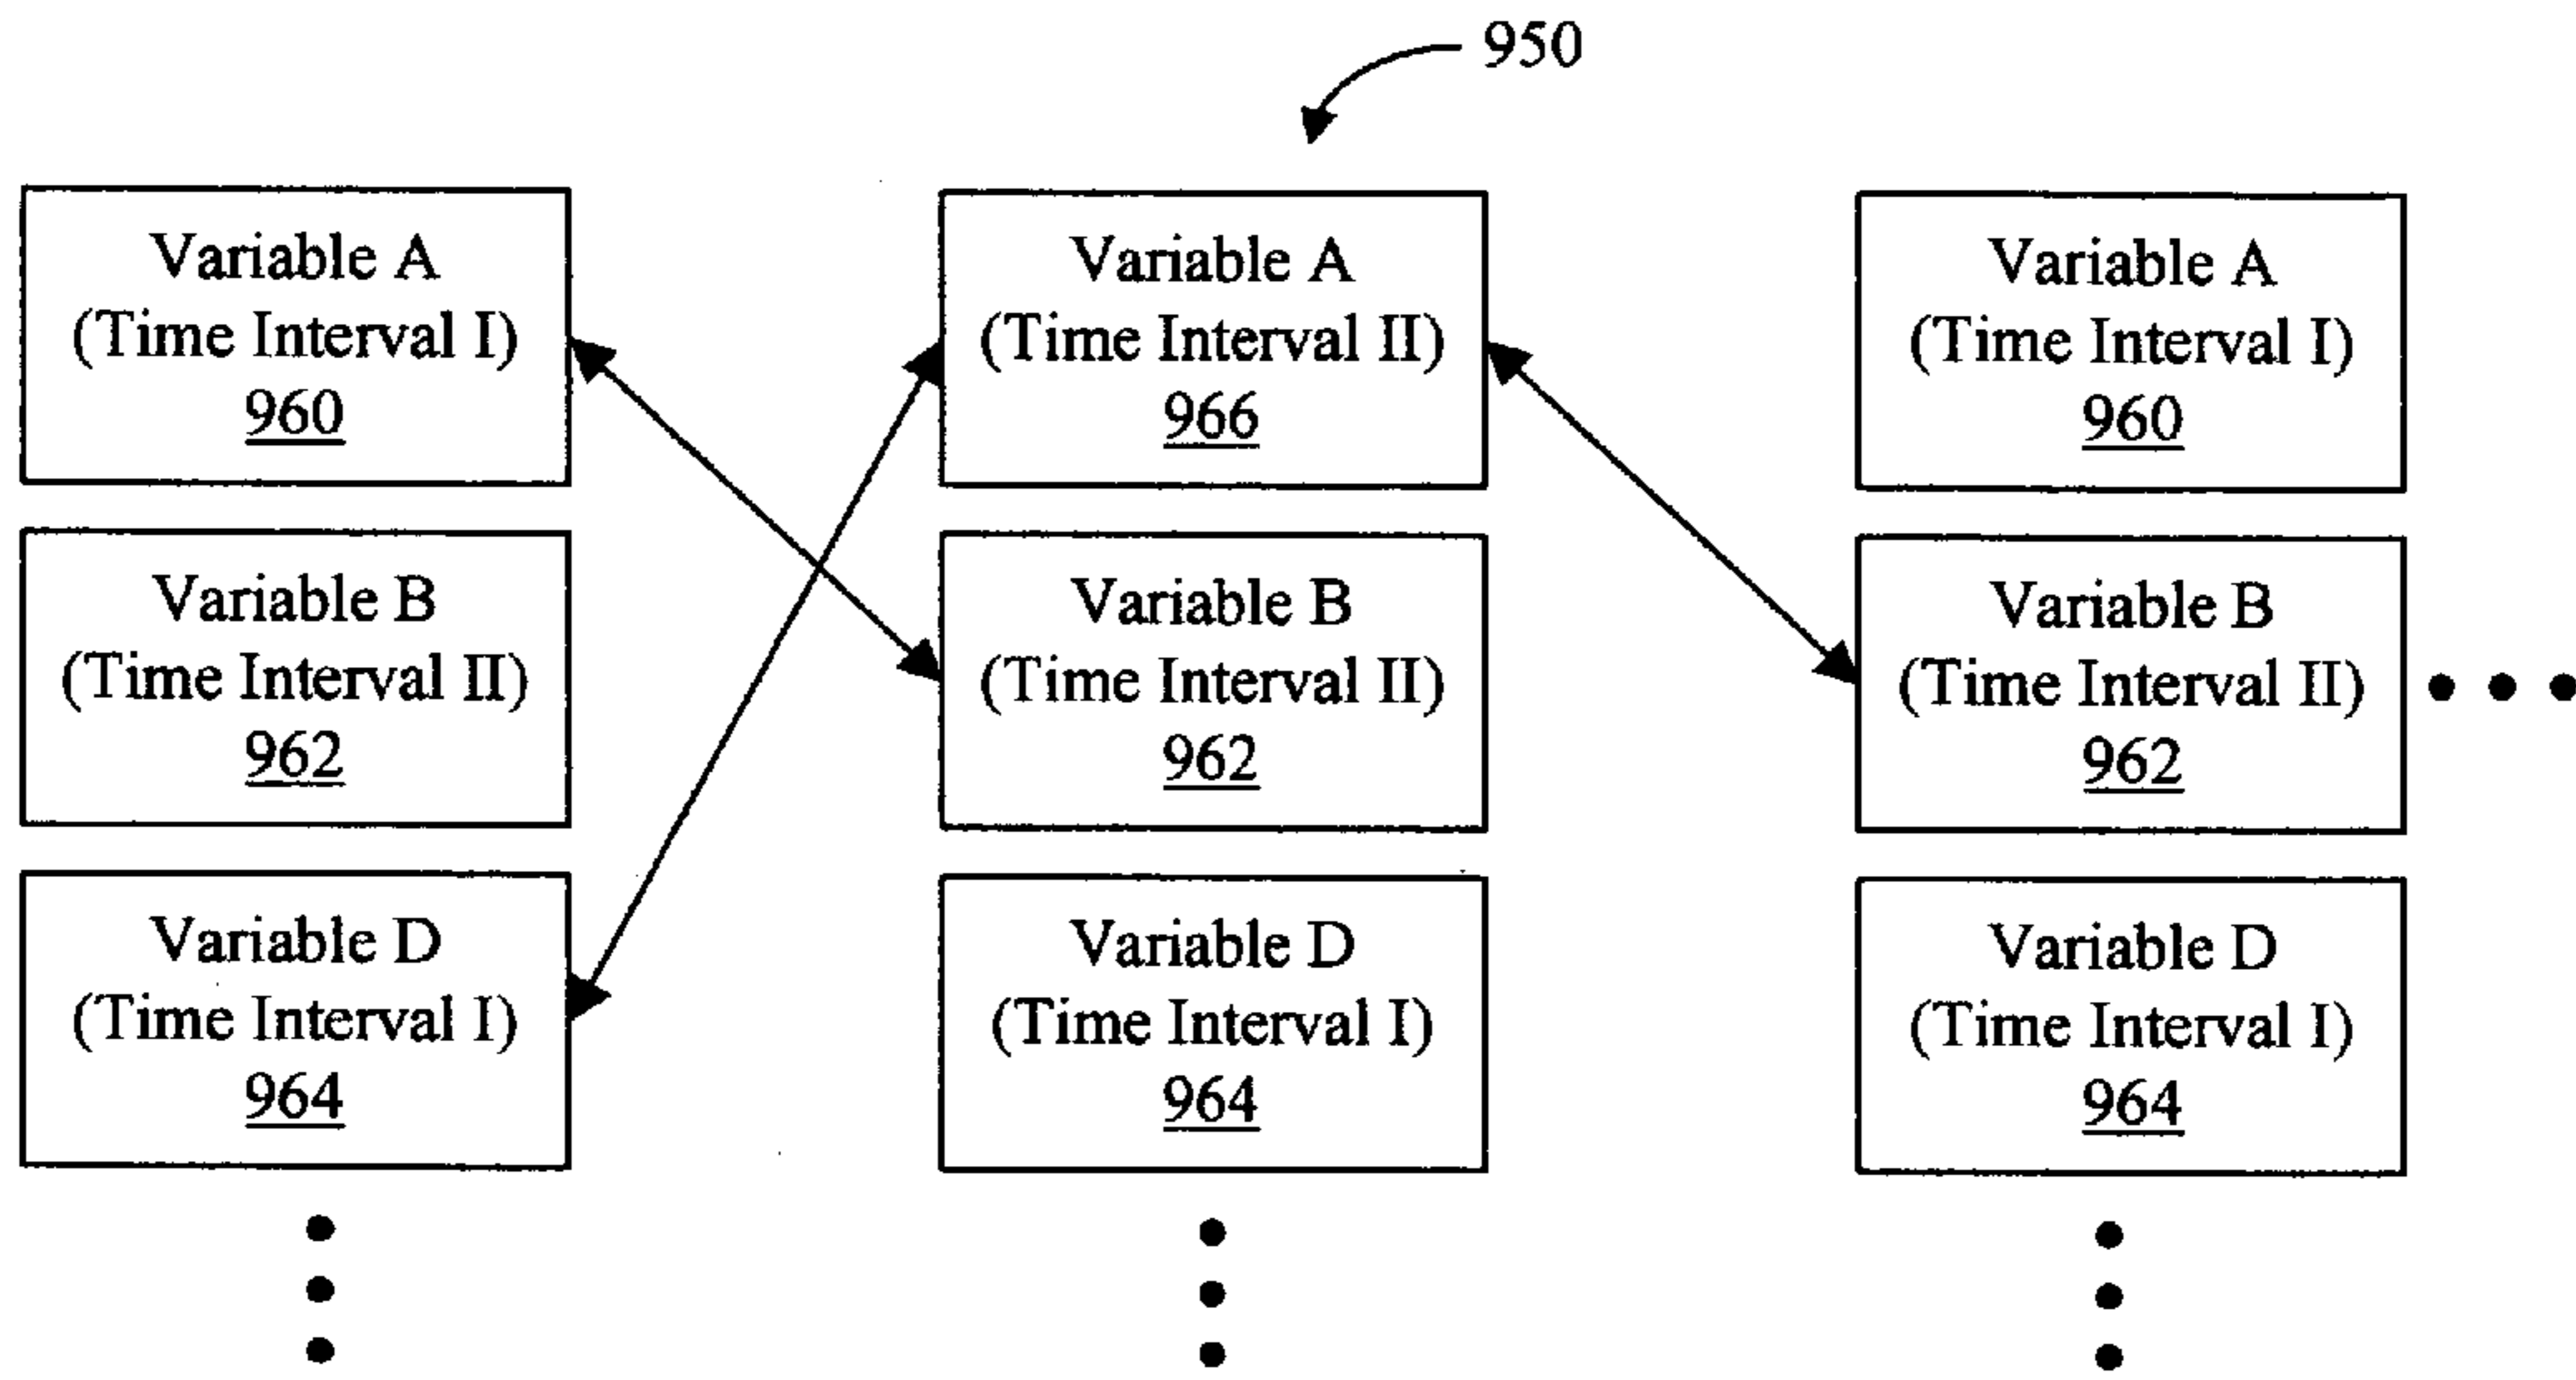 950
Variable A
(Time Interval I)
960
Variable A
(Time Interval II)
966
Variable A
(Time Interval I)
960
Variable B
(Time Interval II)
962
Variable B
(Time Interval II)
962
Variable B
(Time Interval II)
962
Variable D
(Time Interval I)
964
Variable D
(Time Interval I)
964
Variable D
(Time Interval I)
964